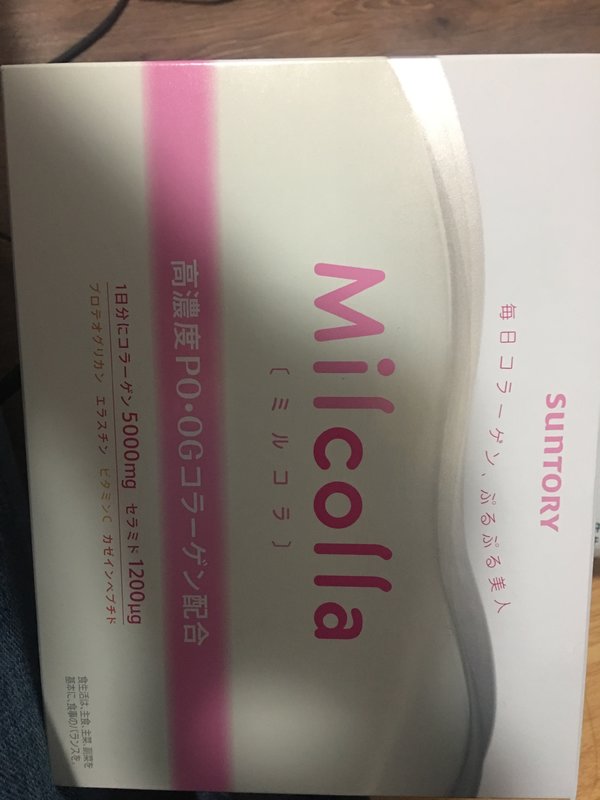 SUNTORY
毎日コラーゲン、ぷるぷる美人
Milcolla
〔ミルコラ〕
高濃度PO・OGコラーゲン配合
1日分にコラーゲン5000mg セラミド1200μg
プロテオグリカン エラスチン ビタミンC カゼインペプチド
食生活は、主食、主菜、副菜を
基本に、食事のバランスを。